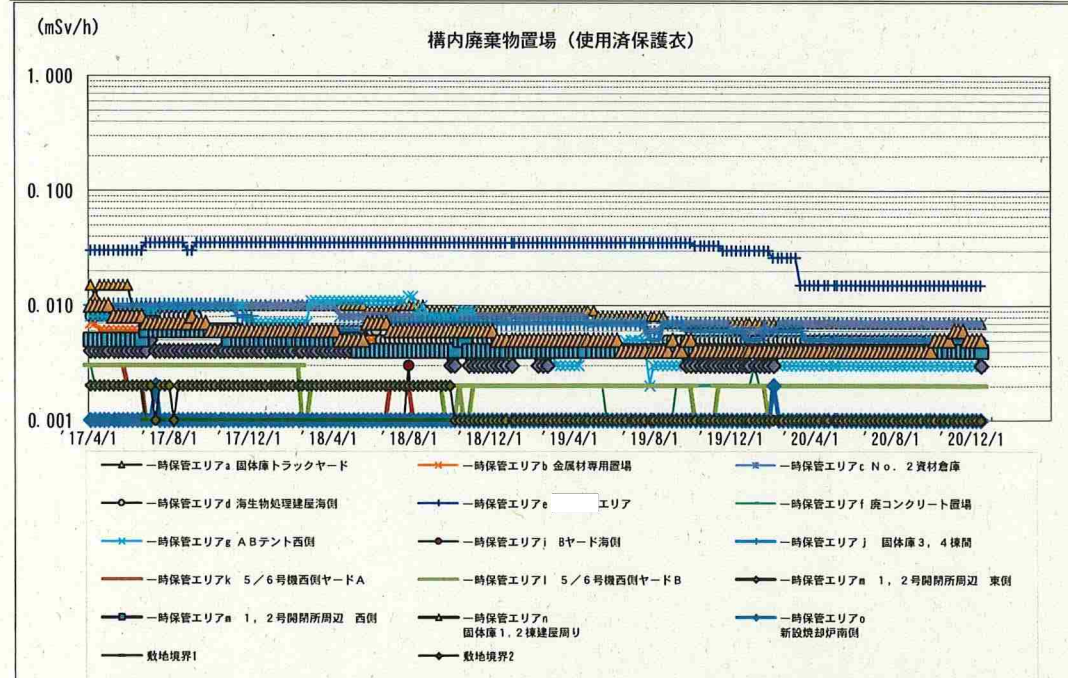 (mSv/h)
構内廃棄物置場（使用済保護衣）
1.000
0.100
0.010
0.001
'17/4/1 '17/8/1 '17/12/1 '18/4/1 '18/8/1 '18/12/1 '19/4/1 '19/8/1 '19/12/1 '20/4/1 '20/8/1 '20/12/1
一時保管エリアa 固体庫トラックヤード
一時保管エリアb 金属材専用置場
一時保管エリアc No. 2資材倉庫
一時保管エリアd 海生物処理建屋海側
一時保管エリアe エリア
一時保管エリアf 廃コンクリート置場
一時保管エリアg ABテント西側
一時保管エリアi Bヤード海側
一時保管エリアj 固体庫3, 4棟間
一時保管エリアk 5/6号機西側ヤードA
一時保管エリアl 5/6号機西側ヤードB
一時保管エリアm 1, 2号開閉所周辺 東側
一時保管エリアm 1, 2号開閉所周辺 西側
一時保管エリアn
固体庫1,2棟建屋周り
一時保管エリアo
新設焼却炉南側
敷地境界1
敷地境界2